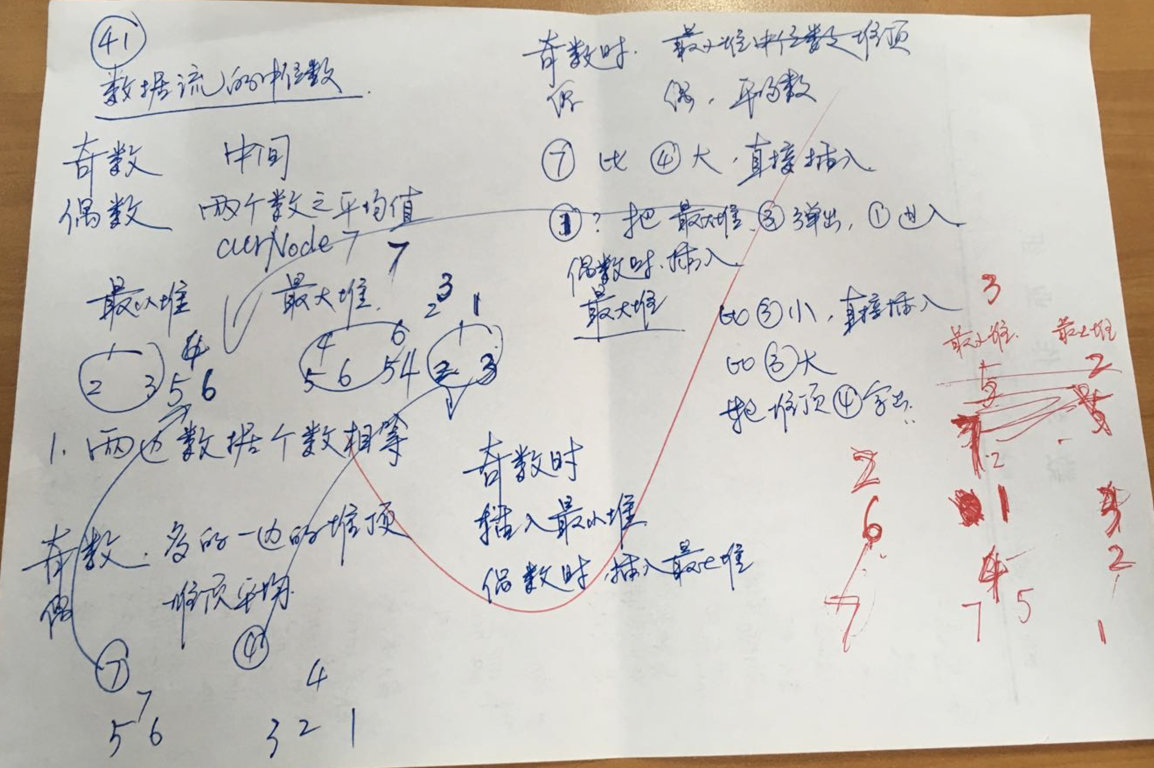 41
数据流的中位数
奇数 中间
偶数 两个数之平均值
curNode 7 7
最小堆 最大堆
1 4 6 2 3 1 1
2 3 4 5 6 5 6 5 4 2 3
1. 两边数据个数相等
奇数. 多的一边的堆顶
偶 堆顶平均
7 4
7 4
5 6 3 2 1
奇数时. 最小堆中位数堆顶
偶 偶. 平均数
7 比 4 大, 直接插入
1? 把最大堆 3 弹出, 1 进入
偶数时. 插入
最大堆
比 3 小, 直接插入
比 3 大
把堆顶 4
奇数时
插入最小堆
偶数时. 插入最大堆
3
最小堆. 最大堆
2
5
2 2
6 1 3
4 2
7 7 5 1